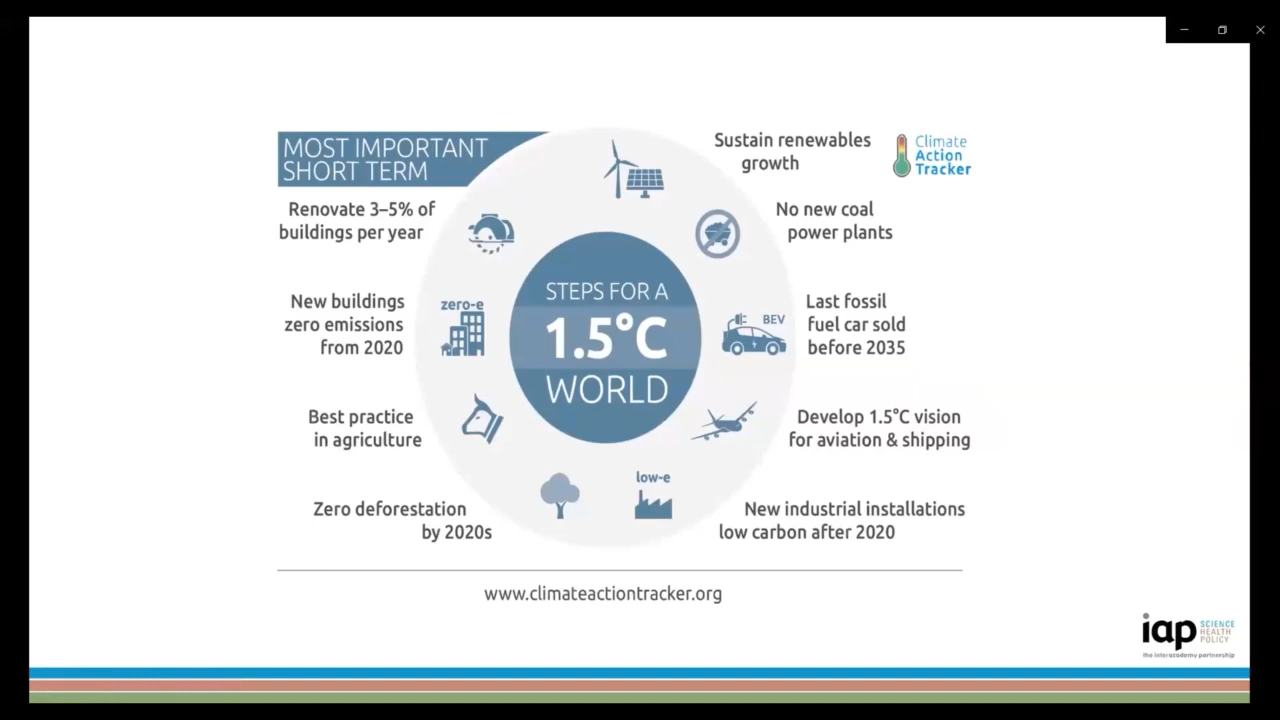 MOST IMPORTANT
SHORT TERM
Sustain renewables
growth
Climate
Action
Tracker
Renovate 3–5% of
buildings per year
No new coal
power plants
New buildings
zero emissions
from 2020
zero-e
STEPS FOR A
1.5°C
WORLD
BEV
Last fossil
fuel car sold
before 2035
Best practice
in agriculture
Develop 1.5°C vision
for aviation & shipping
Zero deforestation
by 2020s
low-e
New industrial installations
low carbon after 2020
www.climateactiontracker.org
iap
SCIENCE
HEALTH
POLICY
the interacademy partnership